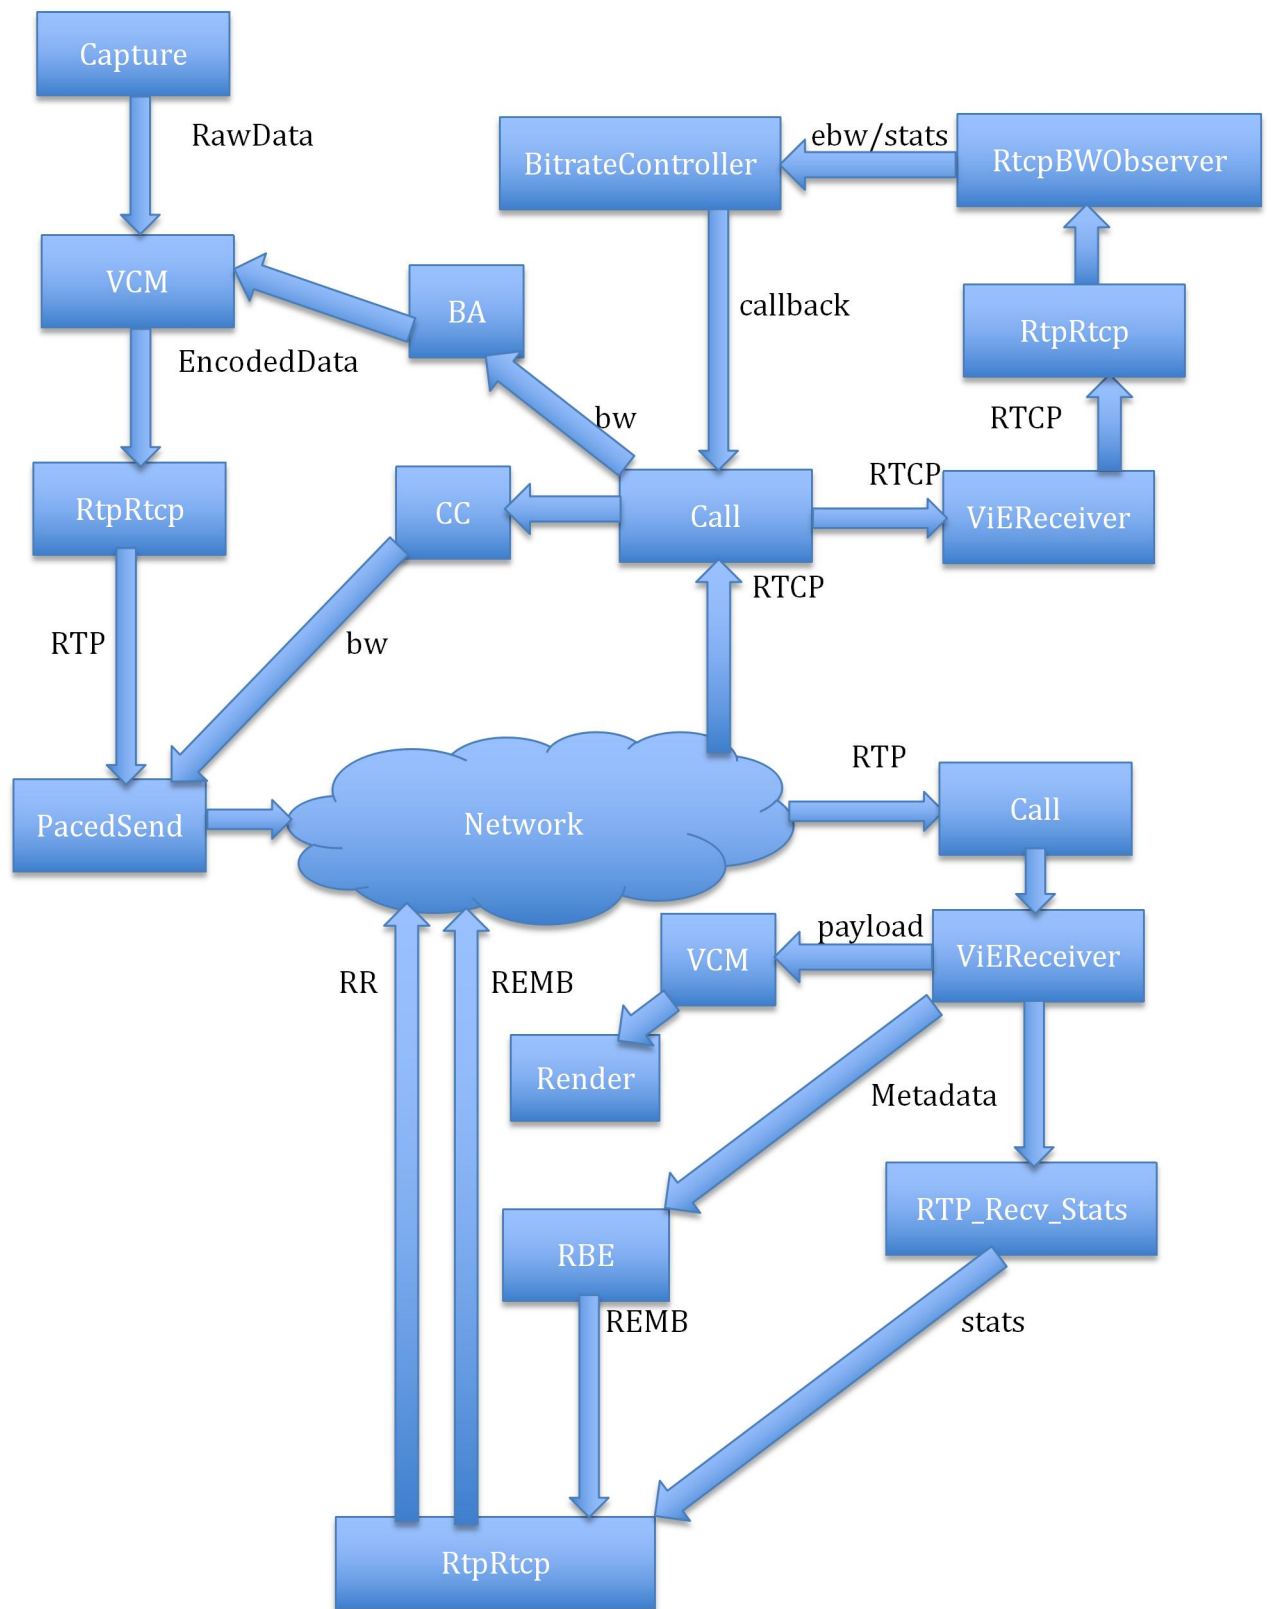 Capture
RawData
BitrateController
ebw/stats
RtcpBWObserver
VCM
BA
callback
RtpRtcp
EncodedData
bw
RTCP
RtpRtcp
CC
Call
RTCP
ViEReceiver
RTCP
RTP
bw
RTP
PacedSend
Network
Call
payload
VCM
ViEReceiver
RR
REMB
Render
Metadata
RTP_Recv_Stats
RBE
REMB
stats
RtpRtcp